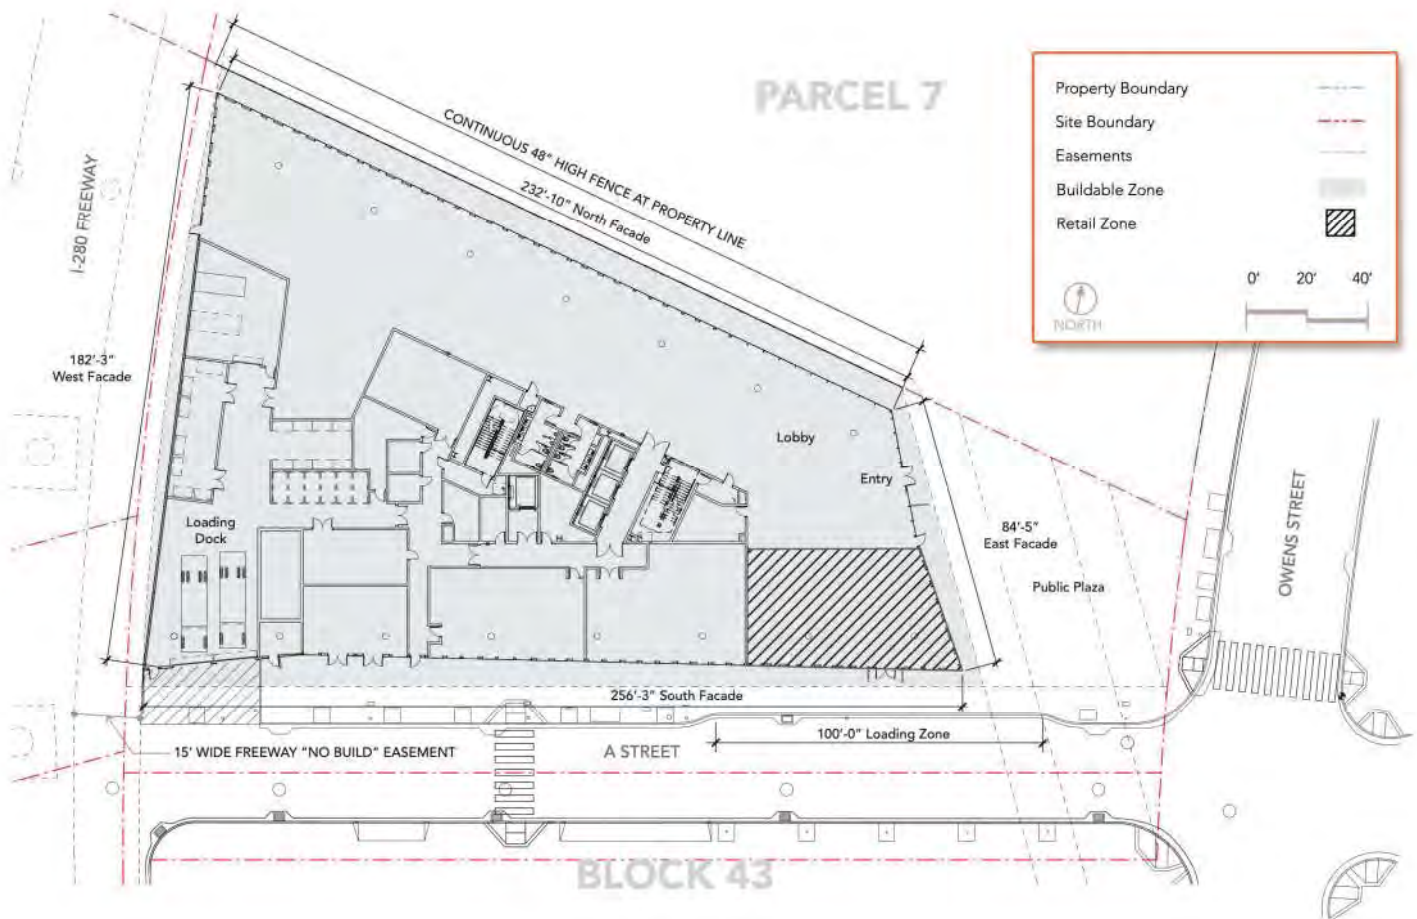 PARCEL 7
Property Boundary
Site Boundary
Easements
Buildable Zone
Retail Zone
0' 20' 40'
NORTH
CONTINUOUS 48" HIGH FENCE AT PROPERTY LINE
232'-10" North Facade
I-280 FREEWAY
182'-3"
West Facade
Lobby
Entry
Loading
Dock
84'-5"
East Facade
Public Plaza
OWENS STREET
256'-3" South Facade
100'-0" Loading Zone
15' WIDE FREEWAY "NO BUILD" EASEMENT
A STREET
BLOCK 43